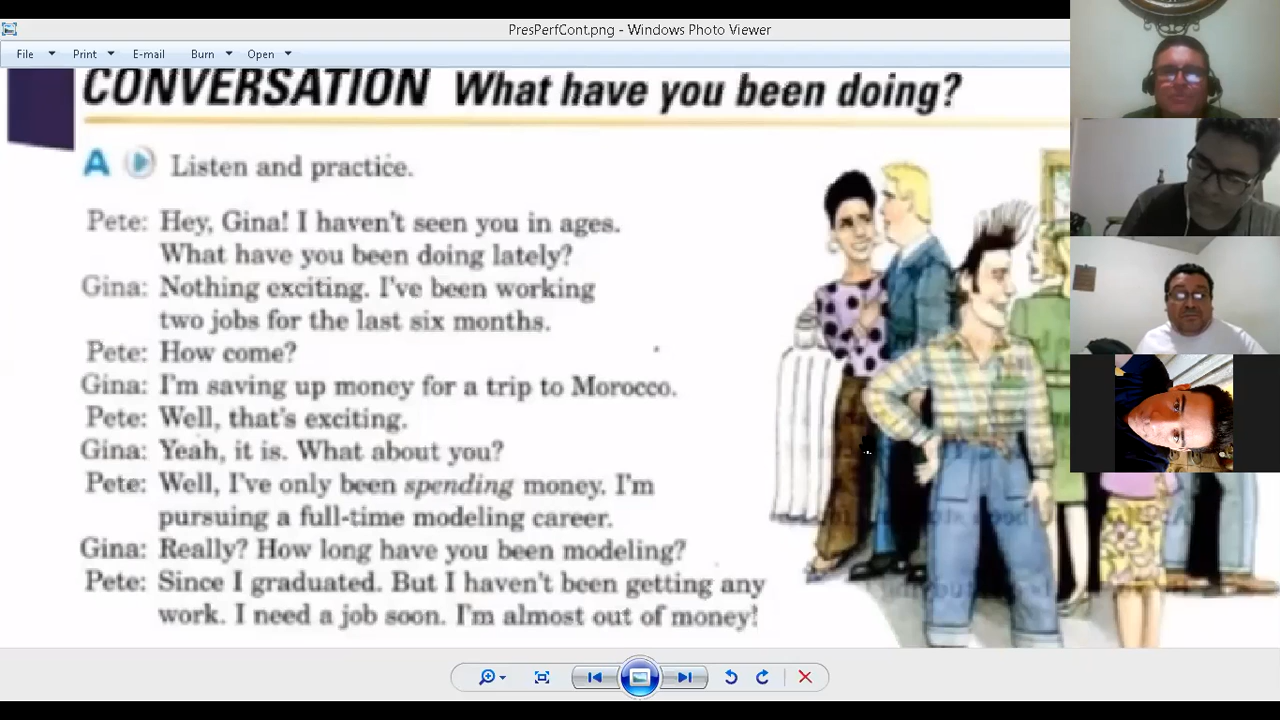 PresPerfCont.png - Windows Photo Viewer
File Print E-mail Burn Open
CONVERSATION What have you been doing?
A Listen and practice.
Pete: Hey, Gina! I haven't seen you in ages.
What have you been doing lately?
Gina: Nothing exciting. I've been working
two jobs for the last six months.
Pete: How come?
Gina: I'm saving up money for a trip to Morocco.
Pete: Well, that's exciting.
Gina: Yeah, it is. What about you?
Pete: Well, I've only been spending money. I'm
pursuing a full-time modeling career.
Gina: Really? How long have you been modeling?
Pete: Since I graduated. But I haven't been getting any
work. I need a job soon. I'm almost out of money!